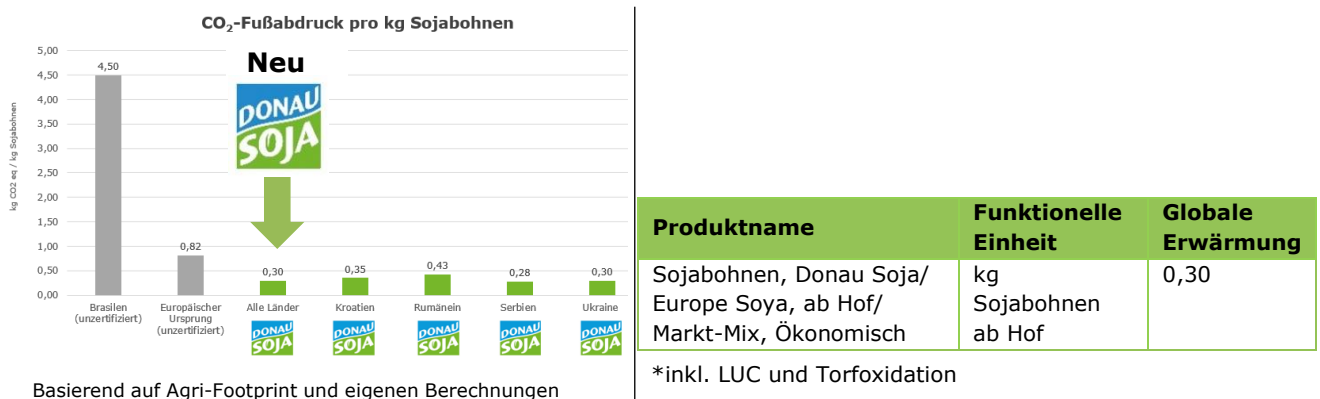 CO₂-Fußabdruck pro kg Sojabohnen
kg CO2 eq / kg Sojabohnen
5,00
4,50
4,00
3,50
3,00
2,50
2,00
1,50
1,00
0,50
0,00
4,50
0,82
0,30
0,35
0,43
0,28
0,30
Neu
DONAU
SOJA
Brasilen
(unzertifiziert)
Europäischer
Ursprung
(unzertifiziert)
Alle Länder
Kroatien
Rumänein
Serbien
Ukraine
DONAU
SOJA
DONAU
SOJA
DONAU
SOJA
DONAU
SOJA
DONAU
SOJA
Basierend auf Agri-Footprint und eigenen Berechnungen
Produktname
Funktionelle
Einheit
Globale
Erwärmung
Sojabohnen, Donau Soja/
Europe Soya, ab Hof/
Markt-Mix, Ökonomisch
kg
Sojabohnen
ab Hof
0,30
*inkl. LUC und Torfoxidation